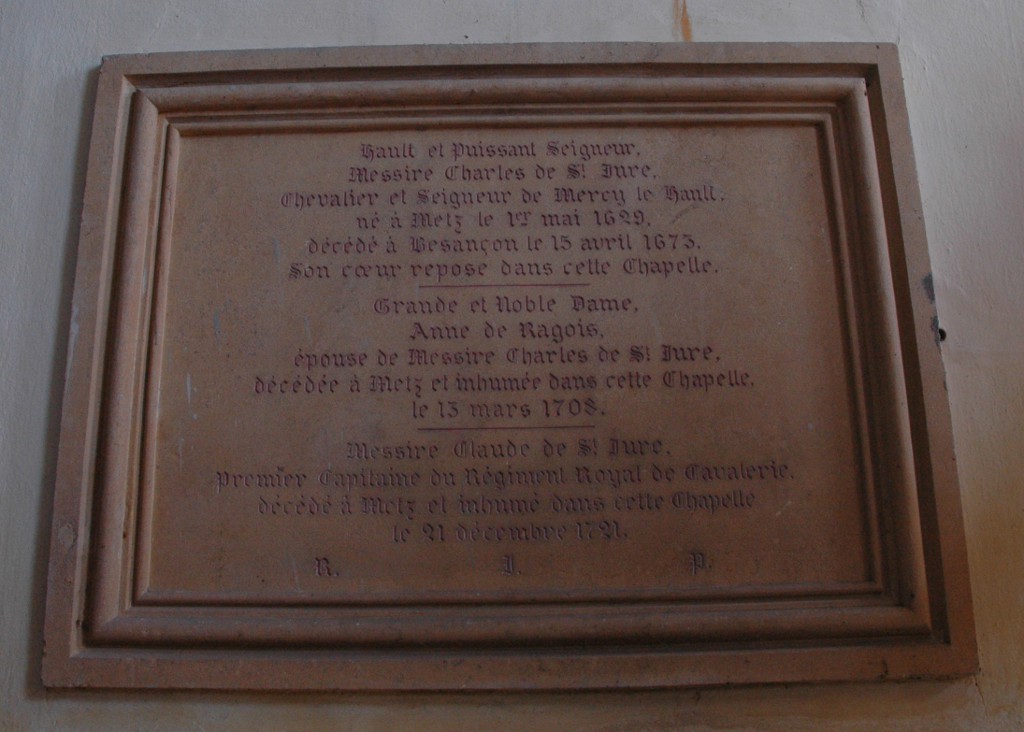 Hault et Puissant Seigneur,
Messire Charles de St Jure,
Chevalier et Seigneur de Mercy le Hault,
né à Metz le 1er mai 1629,
décédé à Besançon le 15 avril 1673.
Son cœur repose dans cette Chapelle.
Grande et Noble Dame,
Anne de Ragois,
épouse de Messire Charles de St Jure,
décédée à Metz et inhumée dans cette Chapelle,
le 13 mars 1708.
Messire Claude de St Jure,
Premier Capitaine du Régiment Royal de Cavalerie,
décédé à Metz et inhumé dans cette Chapelle
le 21 décembre 1721.
R. I. P.